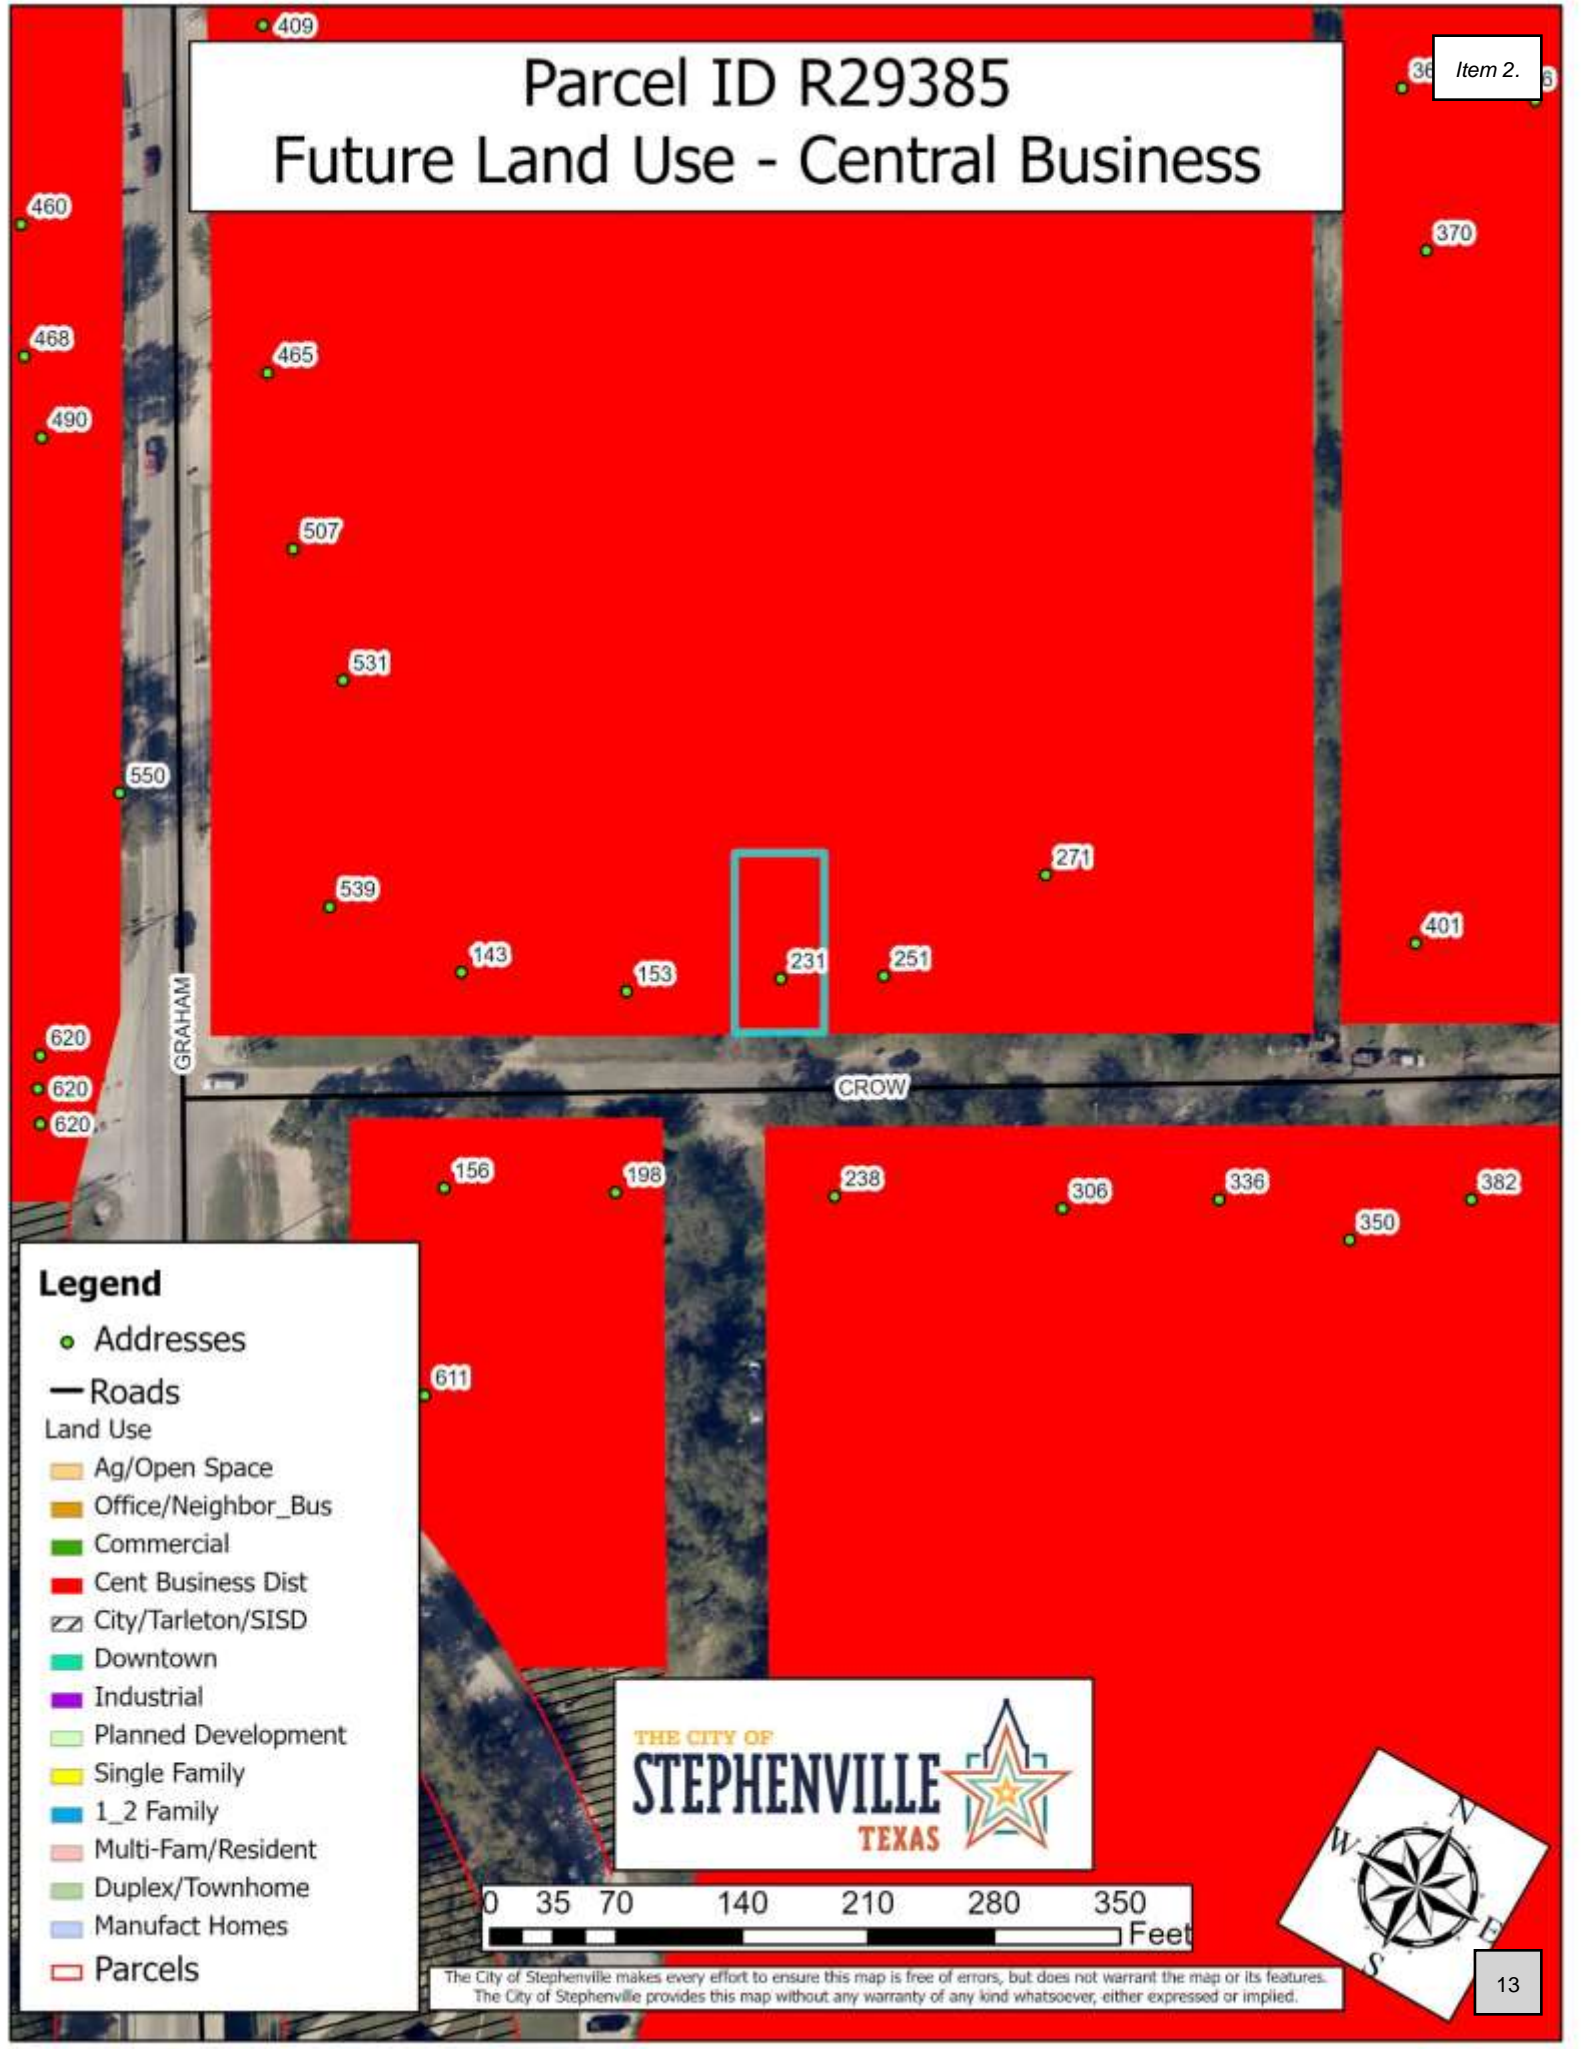 409
Parcel ID R29385
Future Land Use - Central Business
Item 2.
36
6
460
370
468
465
490
507
531
550
271
539
401
143
153
231
251
GRAHAM
620
620
620
CROW
156
198
238
306
336
350
382
611
Legend
Addresses
Roads
Land Use
Ag/Open Space
Office/Neighbor_Bus
Commercial
Cent Business Dist
City/Tarleton/SISD
Downtown
Industrial
Planned Development
Single Family
1_2 Family
Multi-Fam/Resident
Duplex/Townhome
Manufact Homes
Parcels
THE CITY OF
STEPHENVILLE
TEXAS
0 35 70 140 210 280 350
Feet
N
W
E
S
The City of Stephenville makes every effort to ensure this map is free of errors, but does not warrant the map or its features.
The City of Stephenville provides this map without any warranty of any kind whatsoever, either expressed or implied.
13